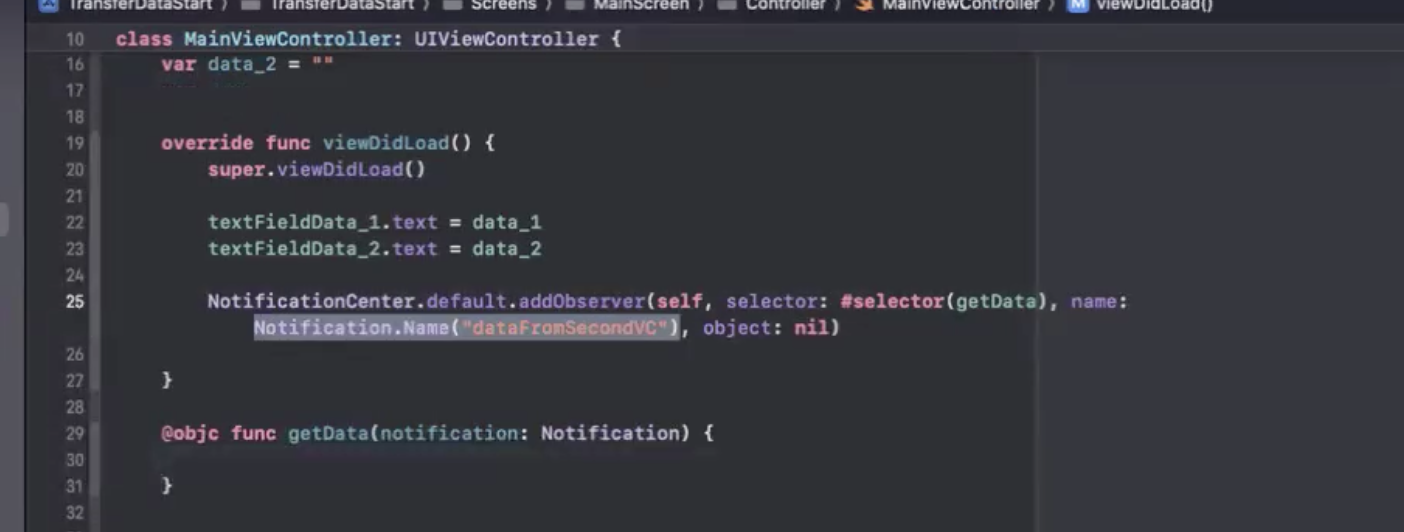 TransferDataStart 〉 TransferDataStart 〉 Screens 〉 MainScreen 〉 Controller 〉 MainViewController 〉 M viewDidLoad()
10 class MainViewController: UIViewController {
16 var data_2 = ""
17
18
19 override func viewDidLoad() {
20 super.viewDidLoad()
21
22 textFieldData_1.text = data_1
23 textFieldData_2.text = data_2
24
25 NotificationCenter.default.addObserver(self, selector: #selector(getData), name:
Notification.Name("dataFromSecondVC"), object: nil)
26
27 }
28
29 @objc func getData(notification: Notification) {
30
31 }
32